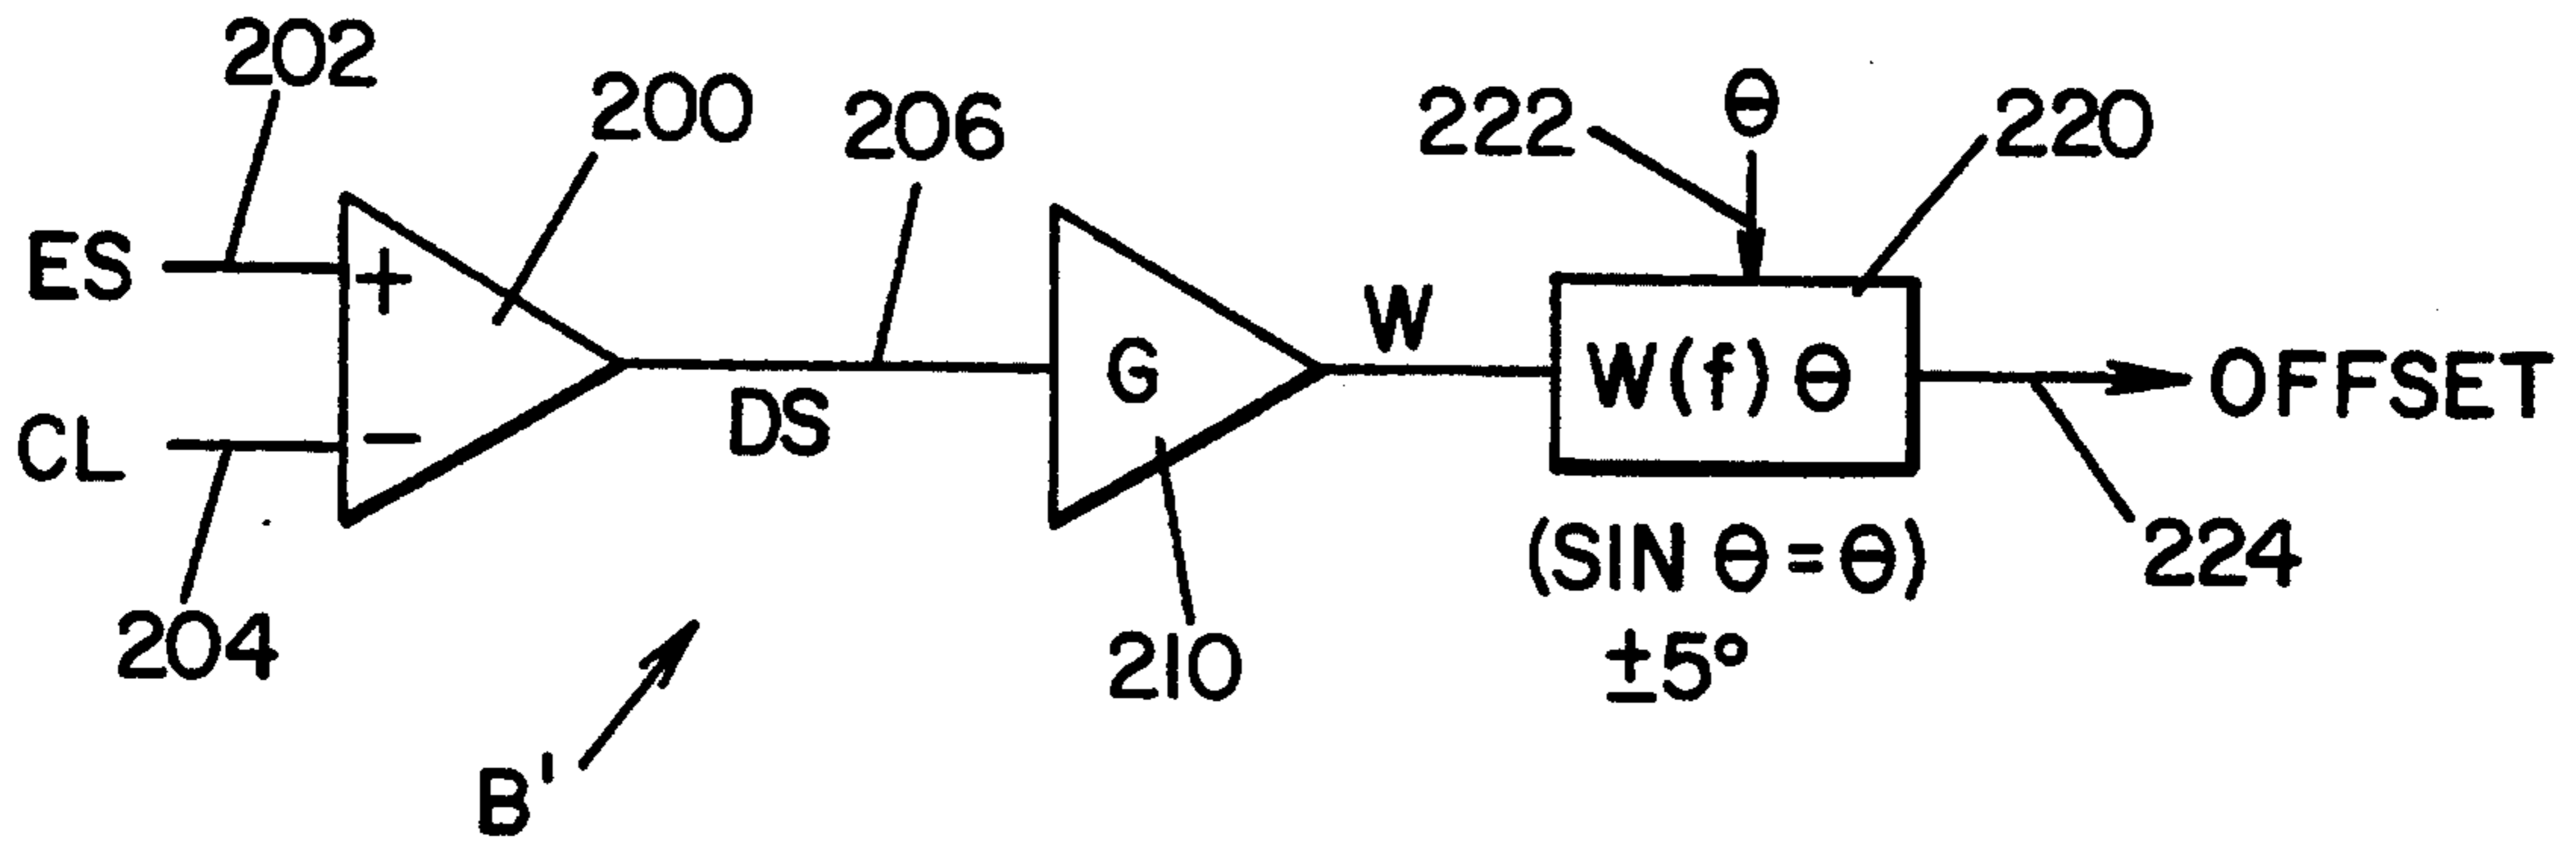 202
200
206
222
θ
220
ES
+
W
G
W(f) θ
OFFSET
CL
−
DS
(SIN θ = θ)
±5°
224
204
210
B'